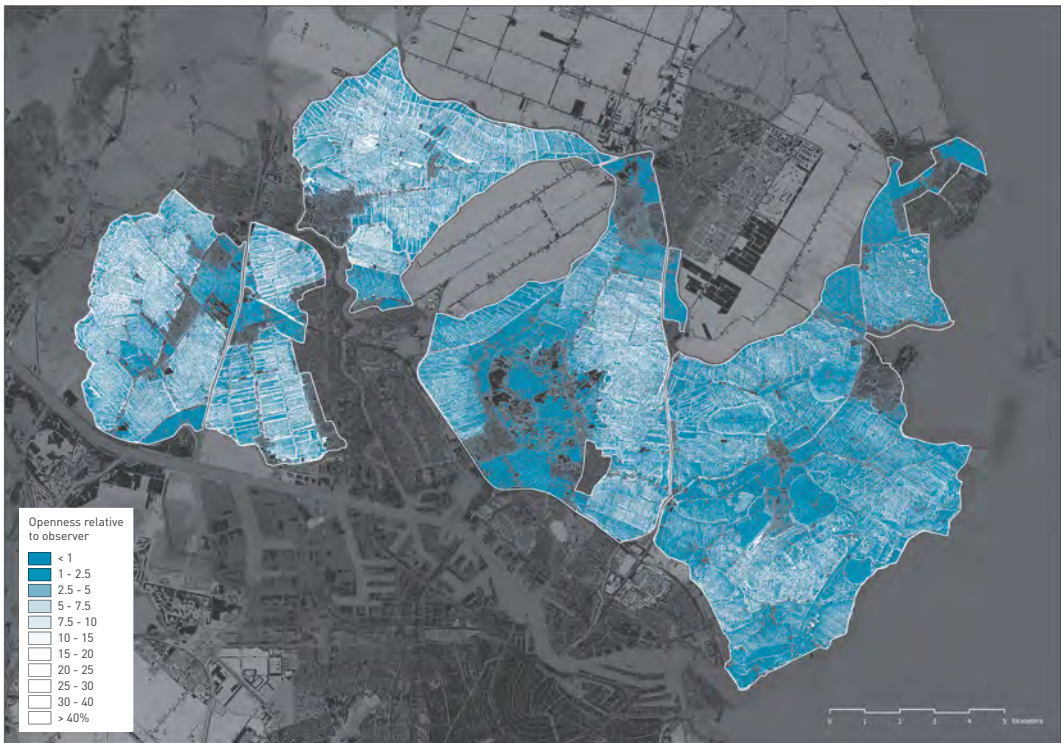 Openness relative
to observer
< 1
1 - 2.5
2.5 - 5
5 - 7.5
7.5 - 10
10 - 15
15 - 20
20 - 25
25 - 30
30 - 40
> 40%
0 1 2 3 4 5 Kilometers